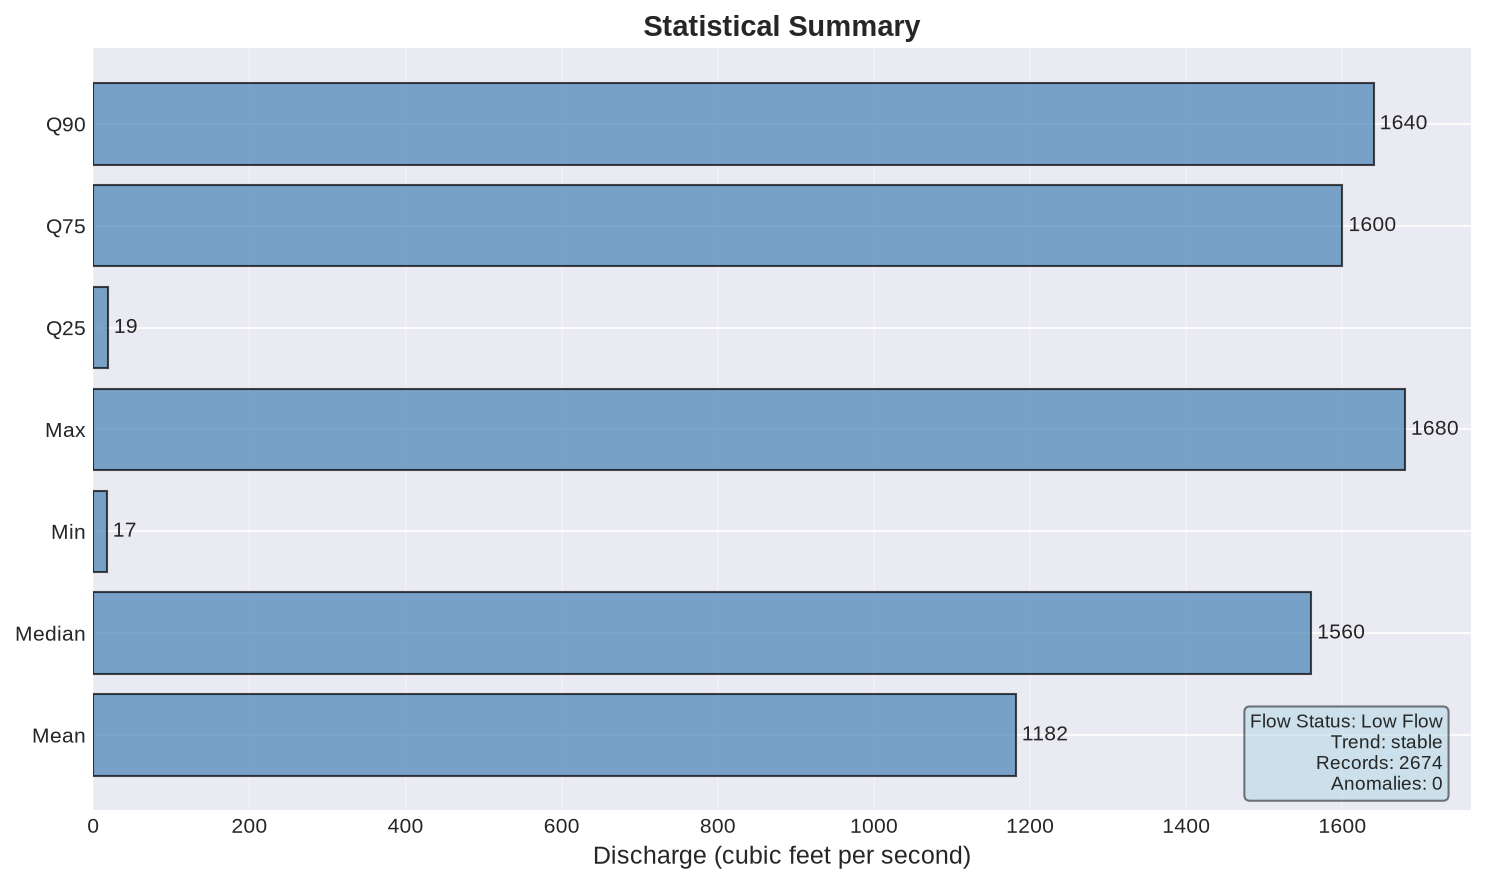 Statistical Summary
Q90
1640
Q75
1600
Q25
19
Max
1680
Min
17
Median
1560
Mean
1182
Flow Status: Low Flow
Trend: stable
Records: 2674
Anomalies: 0
0 200 400 600 800 1000 1200 1400 1600
Discharge (cubic feet per second)